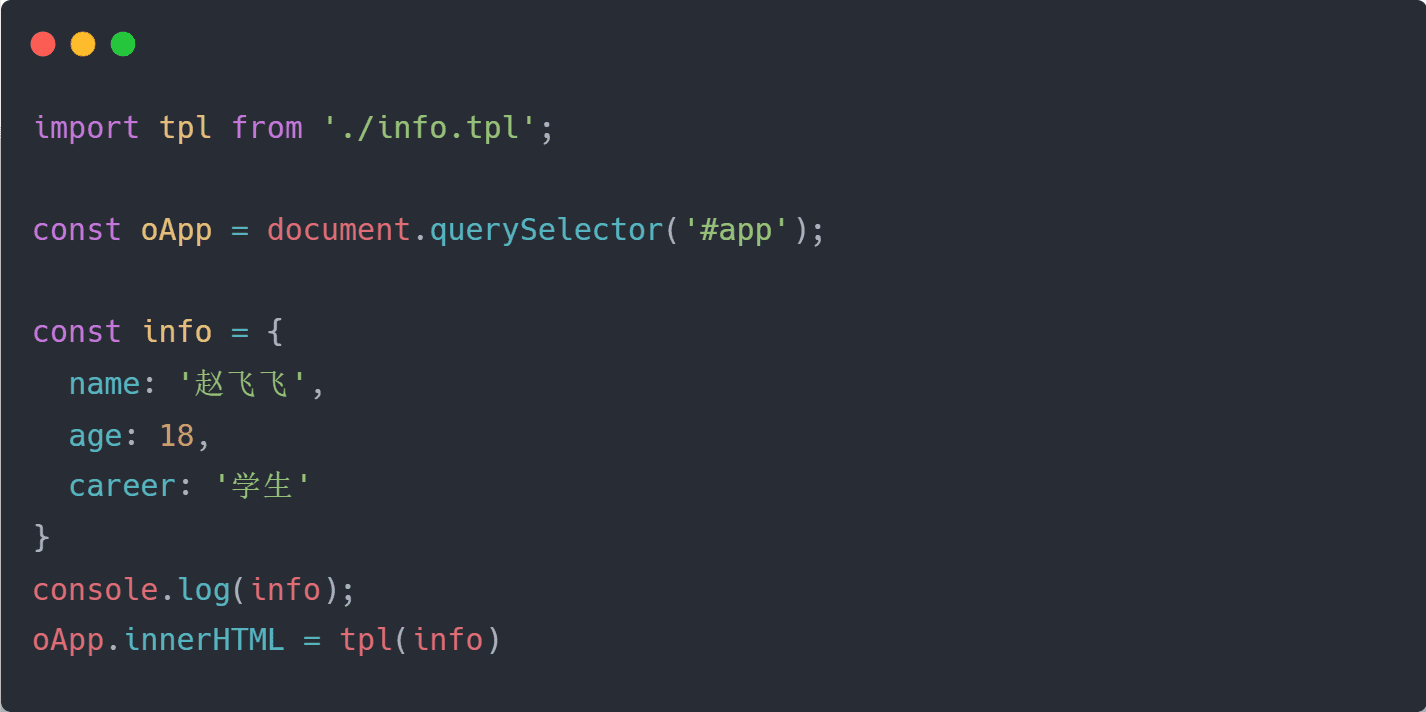 import tpl from './info.tpl';
const oApp = document.querySelector('#app');
const info = {
  name: '赵飞飞',
  age: 18,
  career: '学生'
}
console.log(info);
oApp.innerHTML = tpl(info)